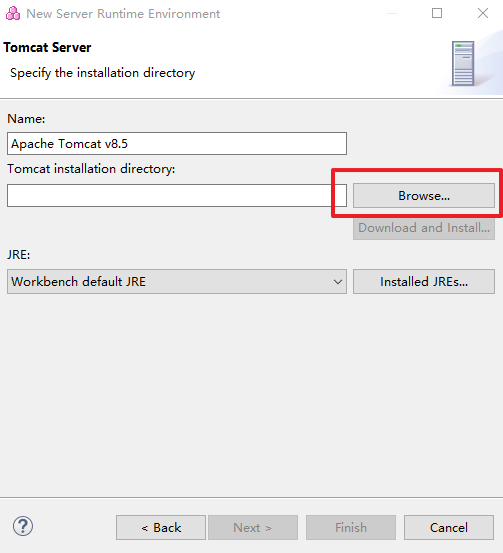 New Server Runtime Environment
Tomcat Server
Specify the installation directory
Name:
Apache Tomcat v8.5
Tomcat installation directory:
Browse...
Download and Install...
JRE:
Workbench default JRE
Installed JREs...
?
< Back
Next >
Finish
Cancel